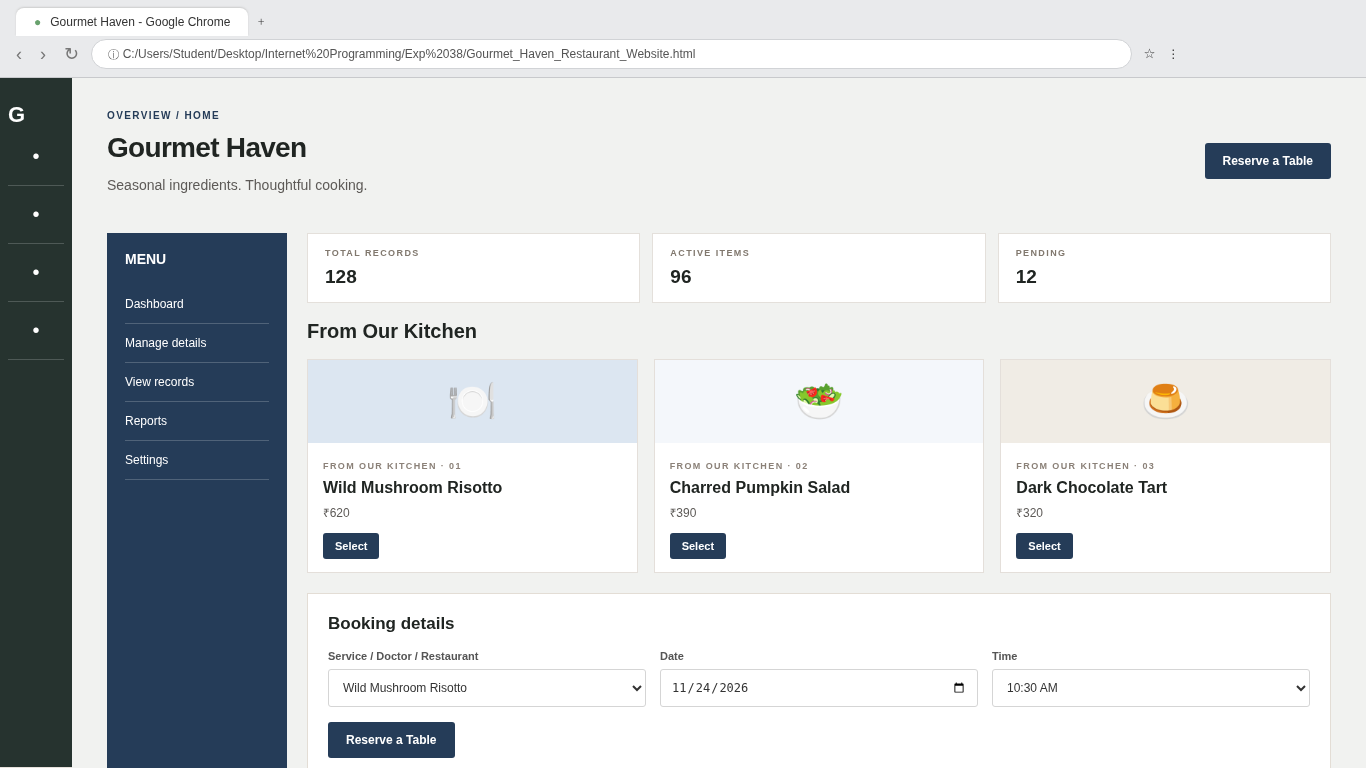 Gourmet Haven - Google Chrome
+
C:/Users/Student/Desktop/Internet%20Programming/Exp%2038/Gourmet_Haven_Restaurant_Website.html
G
OVERVIEW / HOME
Gourmet Haven
Seasonal ingredients. Thoughtful cooking.
Reserve a Table
MENU
Dashboard
Manage details
View records
Reports
Settings
TOTAL RECORDS
128
ACTIVE ITEMS
96
PENDING
12
From Our Kitchen
FROM OUR KITCHEN · 01
Wild Mushroom Risotto
₹620
Select
FROM OUR KITCHEN · 02
Charred Pumpkin Salad
₹390
Select
FROM OUR KITCHEN · 03
Dark Chocolate Tart
₹320
Select
Booking details
Service / Doctor / Restaurant
Wild Mushroom Risotto
Date
11/24/2026
Time
10:30 AM
Reserve a Table